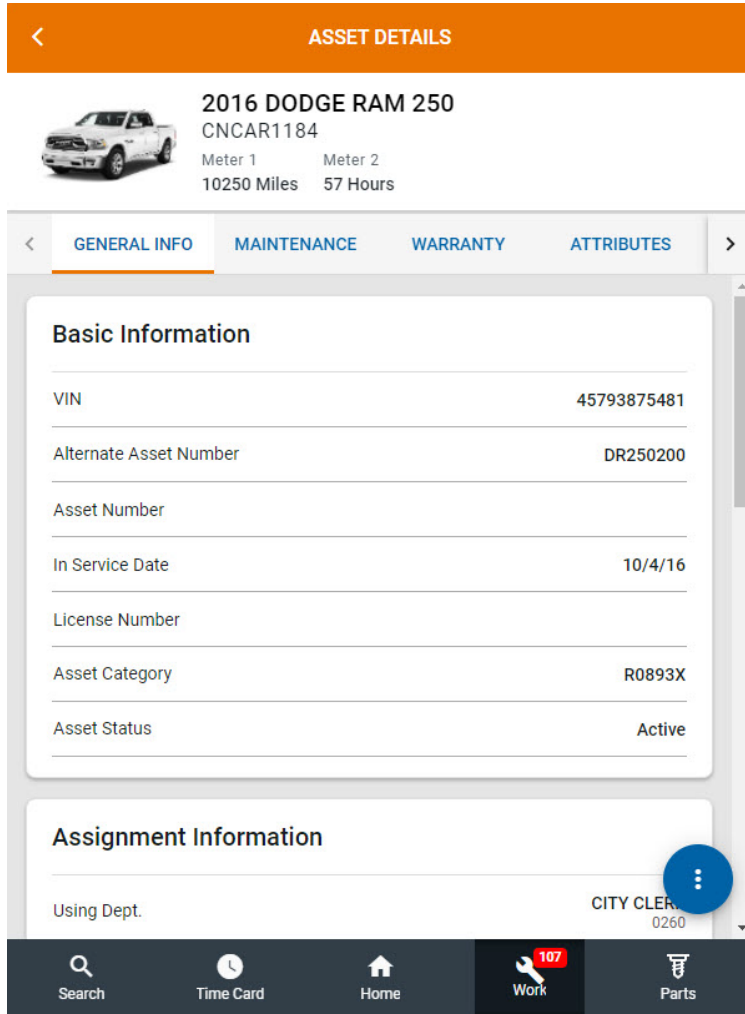 ASSET DETAILS
2016 DODGE RAM 250
CNCAR1184
Meter 1 Meter 2
10250 Miles 57 Hours
GENERAL INFO MAINTENANCE WARRANTY ATTRIBUTES
Basic Information
VIN 45793875481
Alternate Asset Number DR250200
Asset Number
In Service Date 10/4/16
License Number
Asset Category R0893X
Asset Status Active
Assignment Information
Using Dept. CITY
0260
107
Search Time Card Home Work Parts